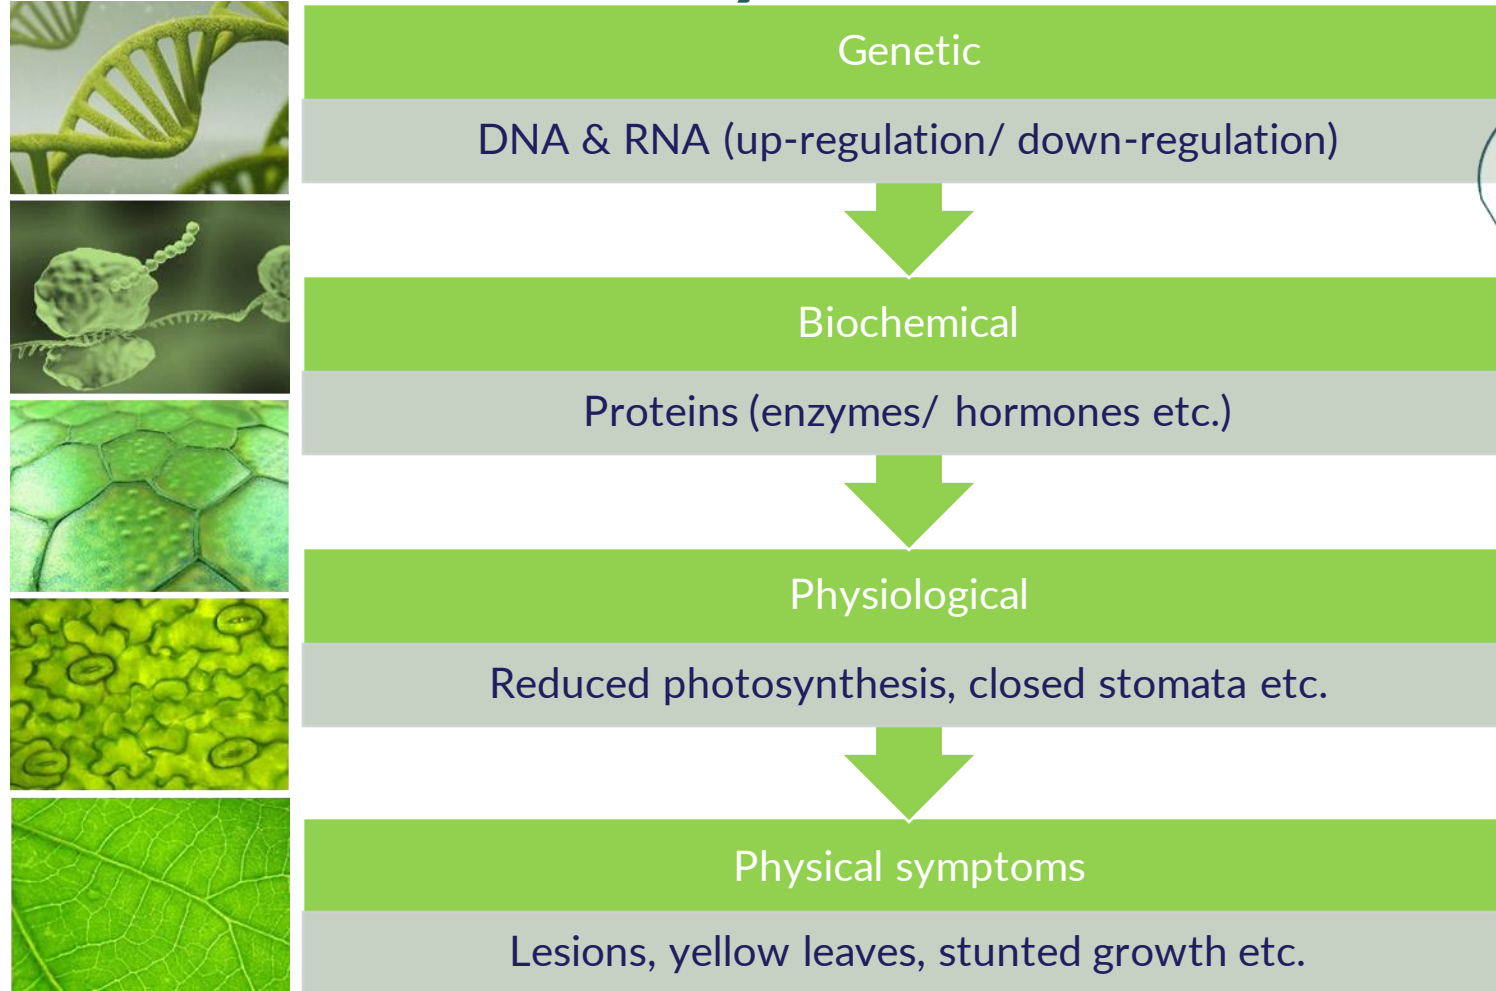 Genetic
DNA & RNA (up-regulation/ down-regulation)
Biochemical
Proteins (enzymes/ hormones etc.)
Physiological
Reduced photosynthesis, closed stomata etc.
Physical symptoms
Lesions, yellow leaves, stunted growth etc.